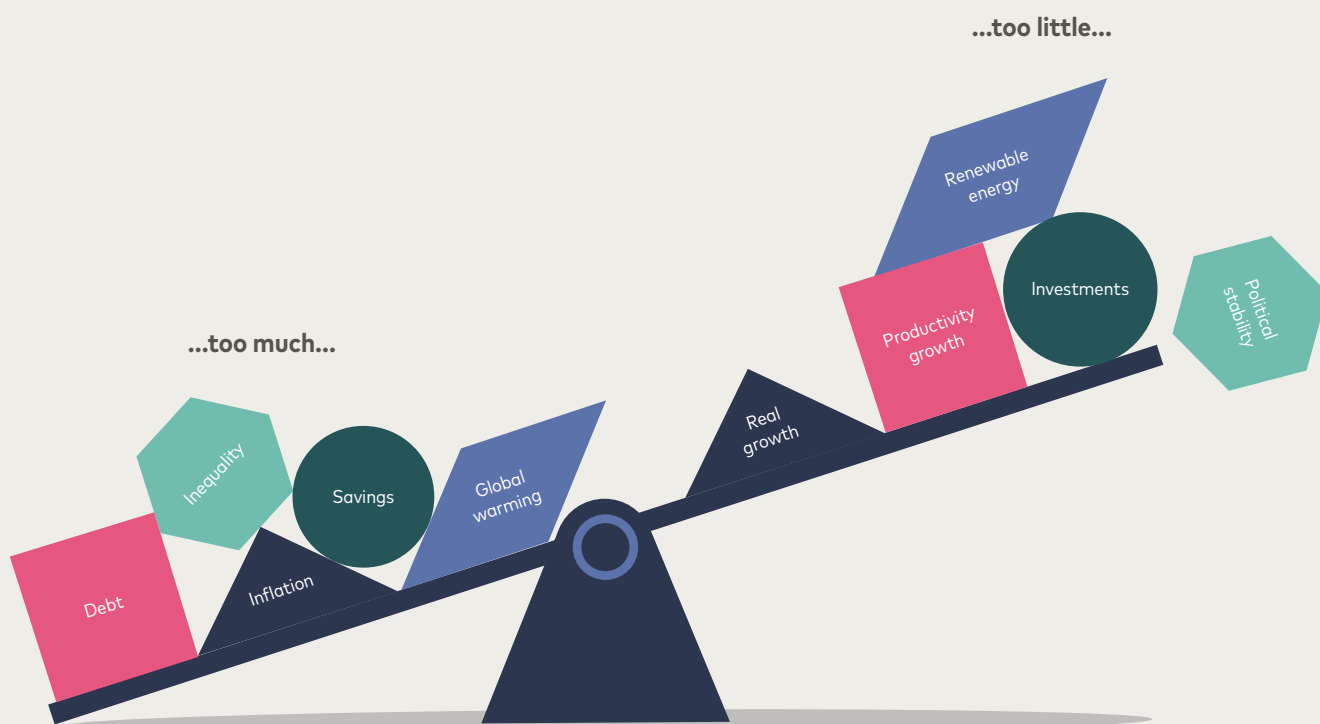 ...too little...
Renewable
energy
Investments
Political
stability
Productivity
growth
Real
growth
...too much...
Inequality
Savings
Global
warming
Inflation
Debt